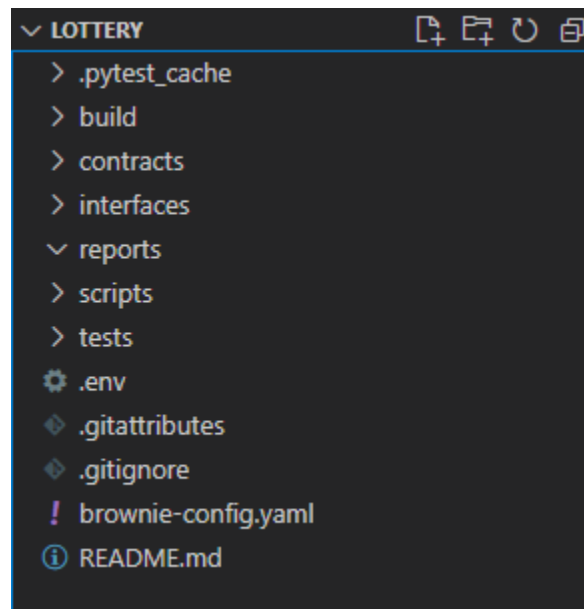 LOTTERY
.pytest_cache
build
contracts
interfaces
reports
scripts
tests
.env
.gitattributes
.gitignore
brownie-config.yaml
README.md